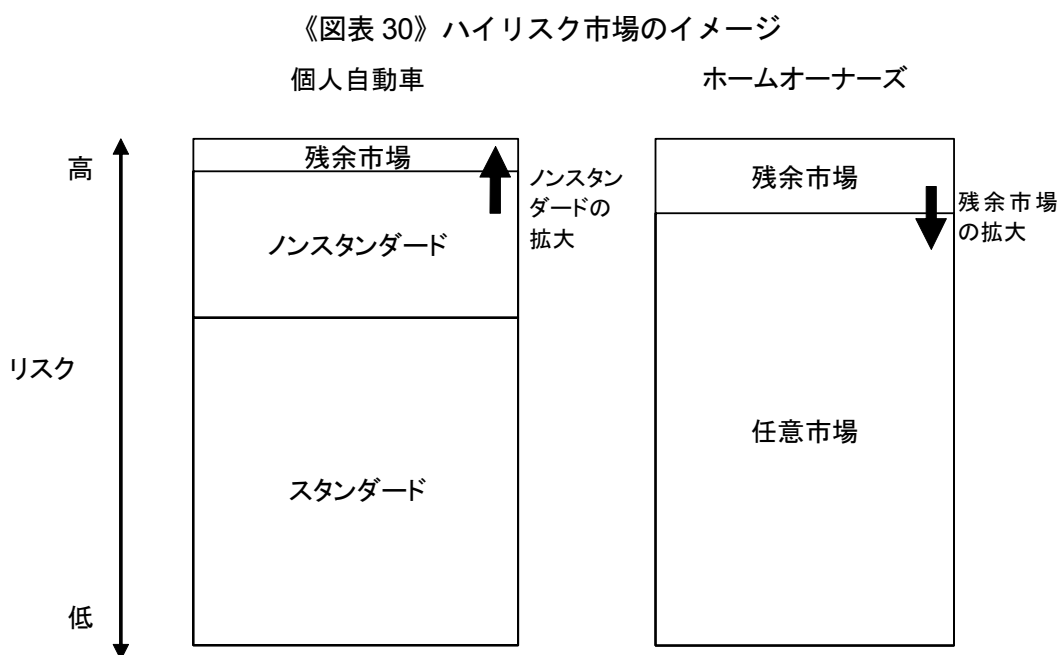 《図表 30》ハイリスク市場のイメージ
個人自動車
ホームオーナーズ
高
残余市場
ノンスタン
ダードの
拡大
残余市場
残余市場
の拡大
ノンスタンダード
リスク
任意市場
スタンダード
低